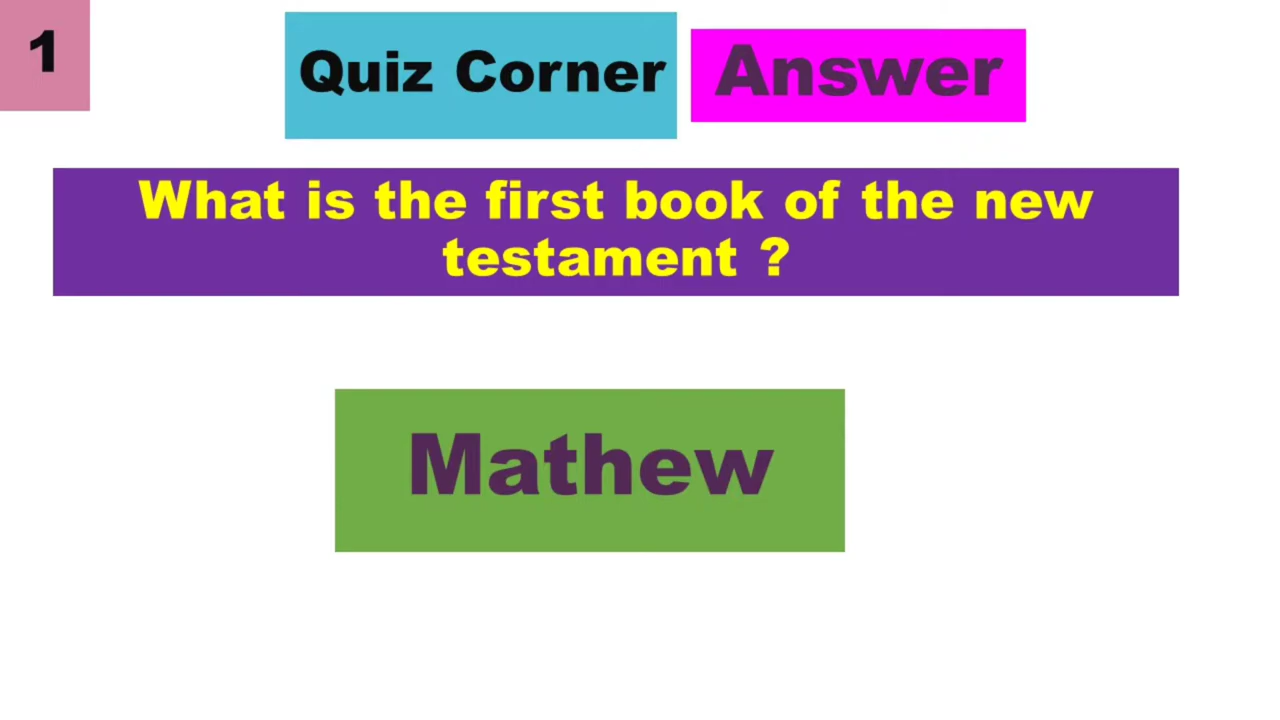 1
Quiz Corner
Answer
What is the first book of the new
testament ?
Mathew